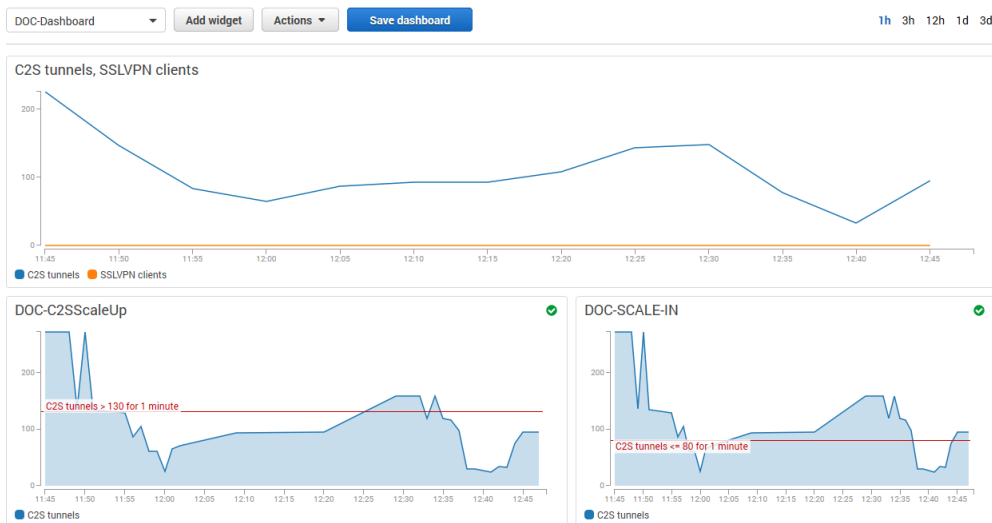 DOC-Dashboard Add widget Actions Save dashboard 1h 3h 12h 1d 3d
C2S tunnels, SSLVPN clients
200
100
0
11:45 11:50 11:55 12:00 12:05 12:10 12:15 12:20 12:25 12:30 12:35 12:40 12:45
C2S tunnels SSLVPN clients
DOC-C2SScaleUp
200
C2S tunnels > 130 for 1 minute
100
0
11:45 11:50 11:55 12:00 12:05 12:10 12:15 12:20 12:25 12:30 12:35 12:40 12:45
C2S tunnels
DOC-SCALE-IN
200
100
C2S tunnels <= 80 for 1 minute
0
11:45 11:50 11:55 12:00 12:05 12:10 12:15 12:20 12:25 12:30 12:35 12:40 12:45
C2S tunnels